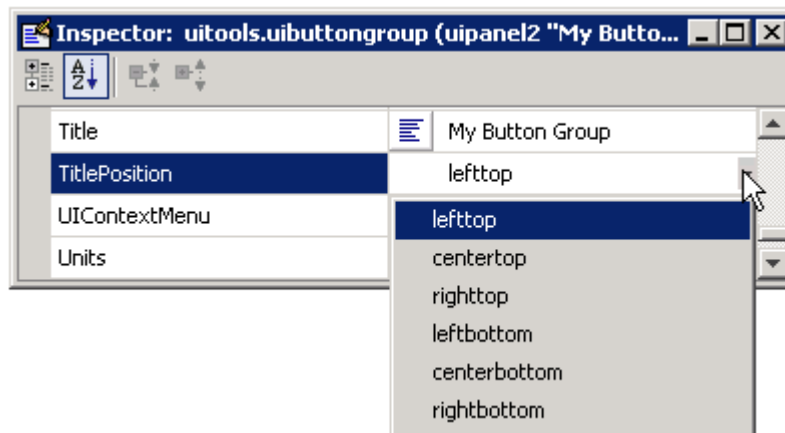 Inspector: uitools.uibuttongroup (uipanel2 "My Butto...
A
Z
Title My Button Group
TitlePosition lefttop
UIContextMenu
Units
lefttop
centertop
righttop
leftbottom
centerbottom
rightbottom